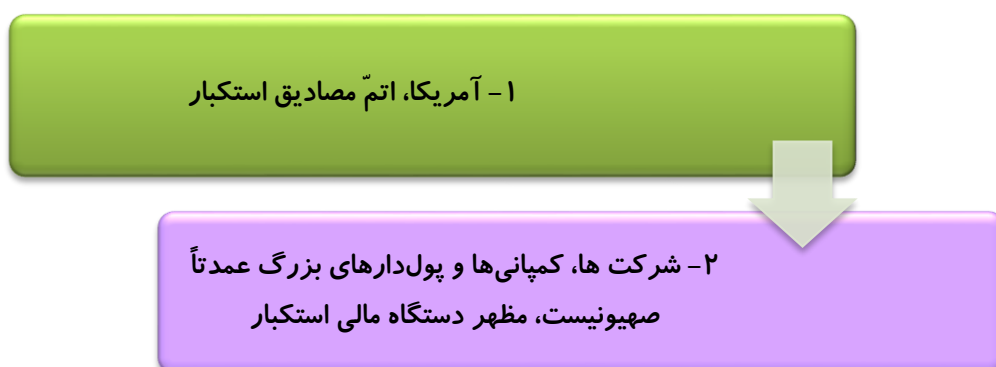 ۱- آمریکا، اتمّ مصادیق استکبار
۲- شرکت ها، کمپانی‌ها و پول‌دارهای بزرگ عمدتاً
صهیونیست، مظهر دستگاه مالی استکبار